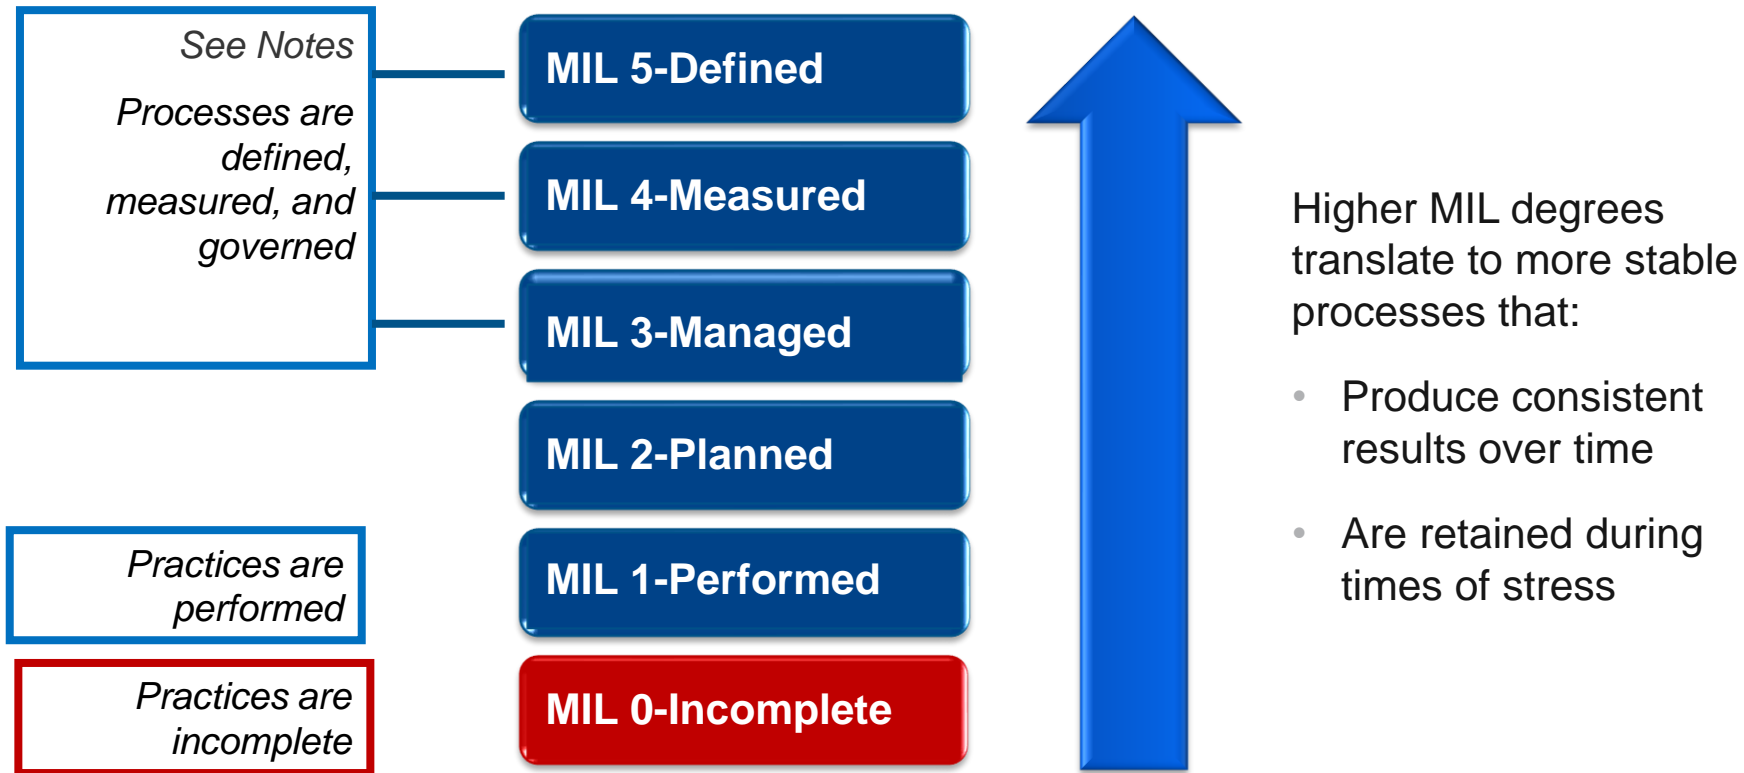 See Notes
Processes are
defined,
measured, and
governed
Practices are
performed
Practices are
incomplete
MIL 5-Defined
MIL 4-Measured
MIL 3-Managed
MIL 2-Planned
MIL 1-Performed
MIL 0-Incomplete
Higher MIL degrees
translate to more stable
processes that:
• Produce consistent
results over time
• Are retained during
times of stress